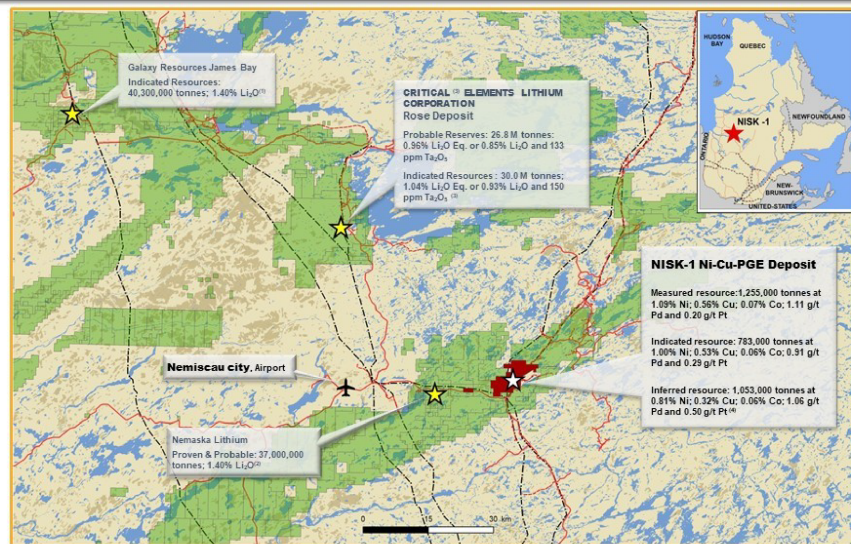 Galaxy Resources James Bay
Indicated Resources:
40,300,000 tonnes; 1.40% Li₂O⁽¹⁾
CRITICAL ⁽³⁾ ELEMENTS LITHIUM
CORPORATION
Rose Deposit
Probable Reserves: 26.8 M tonnes:
0.96% Li₂O Eq. or 0.85% Li₂O and 133
ppm Ta₂O₅
Indicated Resources : 30.0 M tonnes;
1.04% Li₂O Eq. or 0.93% Li₂O and 150
ppm Ta₂O₅ ⁽³⁾
HUDSON
BAY
QUEBEC
NISK -1
NEWFOUNDLAND
ONTARIO
NEW-
BRUNSWICK
UNITED-STATES
NISK-1 Ni-Cu-PGE Deposit
Measured resource:1,255,000 tonnes at
1.09% Ni; 0.56% Cu; 0.07% Co; 1.11 g/t
Pd and 0.20 g/t Pt
Indicated resource: 783,000 tonnes at
1.00% Ni; 0.53% Cu; 0.06% Co; 0.91 g/t
Pd and 0.29 g/t Pt
Inferred resource: 1,053,000 tonnes at
0.81% Ni; 0.32% Cu; 0.06% Co; 1.06 g/t
Pd and 0.50 g/t Pt⁽⁴⁾
Nemiscau city, Airport
Nemaska Lithium
Proven & Probable: 37,000,000
tonnes; 1.40% Li₂O⁽²⁾
0 15 30 km